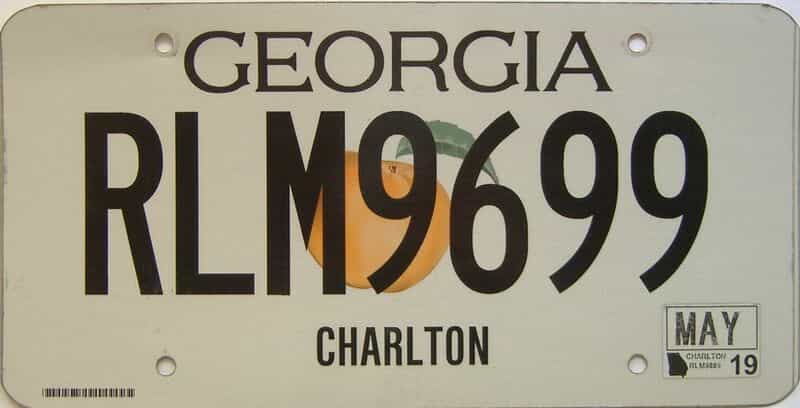 GEORGIA
RLM9699
CHARLTON
MAY
CHARLTON
19